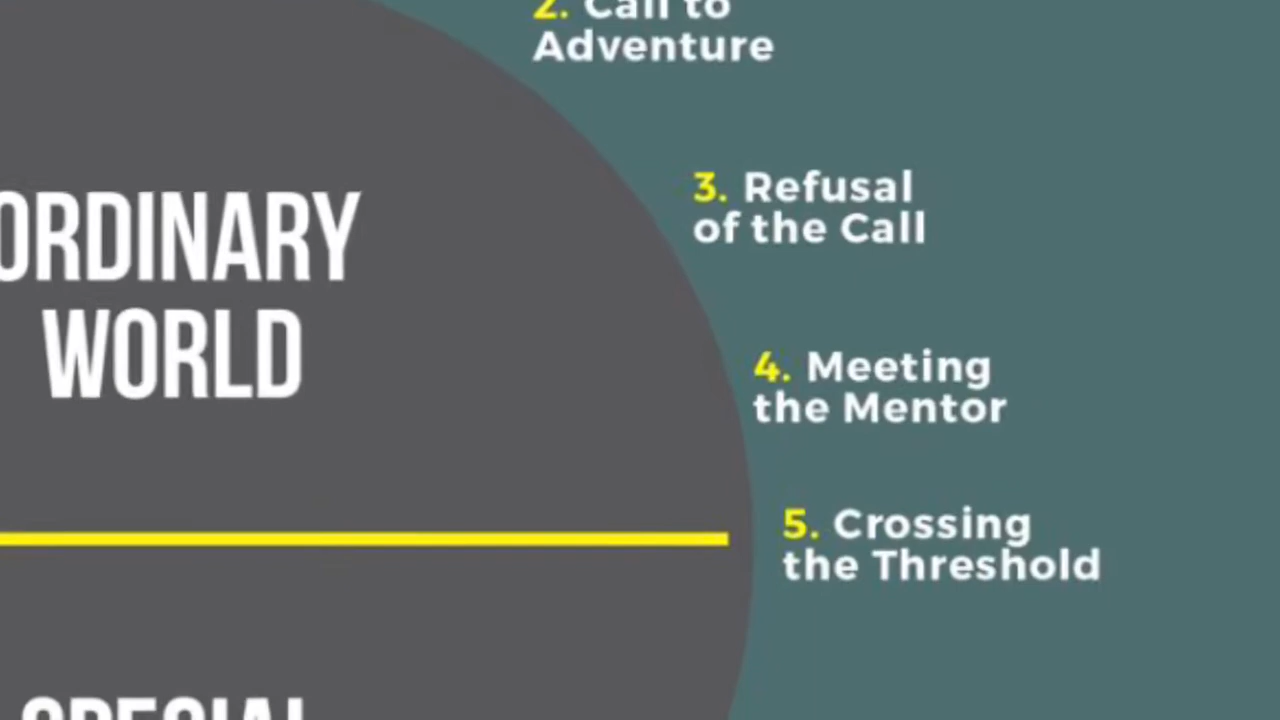 2. Call to
Adventure
3. Refusal
of the Call
ORDINARY
WORLD
4. Meeting
the Mentor
5. Crossing
the Threshold
SPECIAL